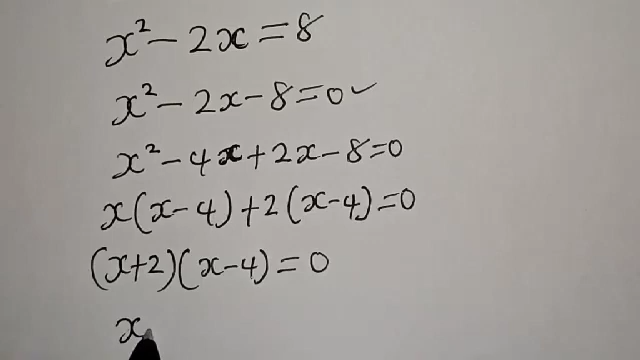 x² - 2x = 8
x² - 2x - 8 = 0 ✓
x² - 4x + 2x - 8 = 0
x(x - 4) + 2(x - 4) = 0
(x + 2)(x - 4) = 0
x